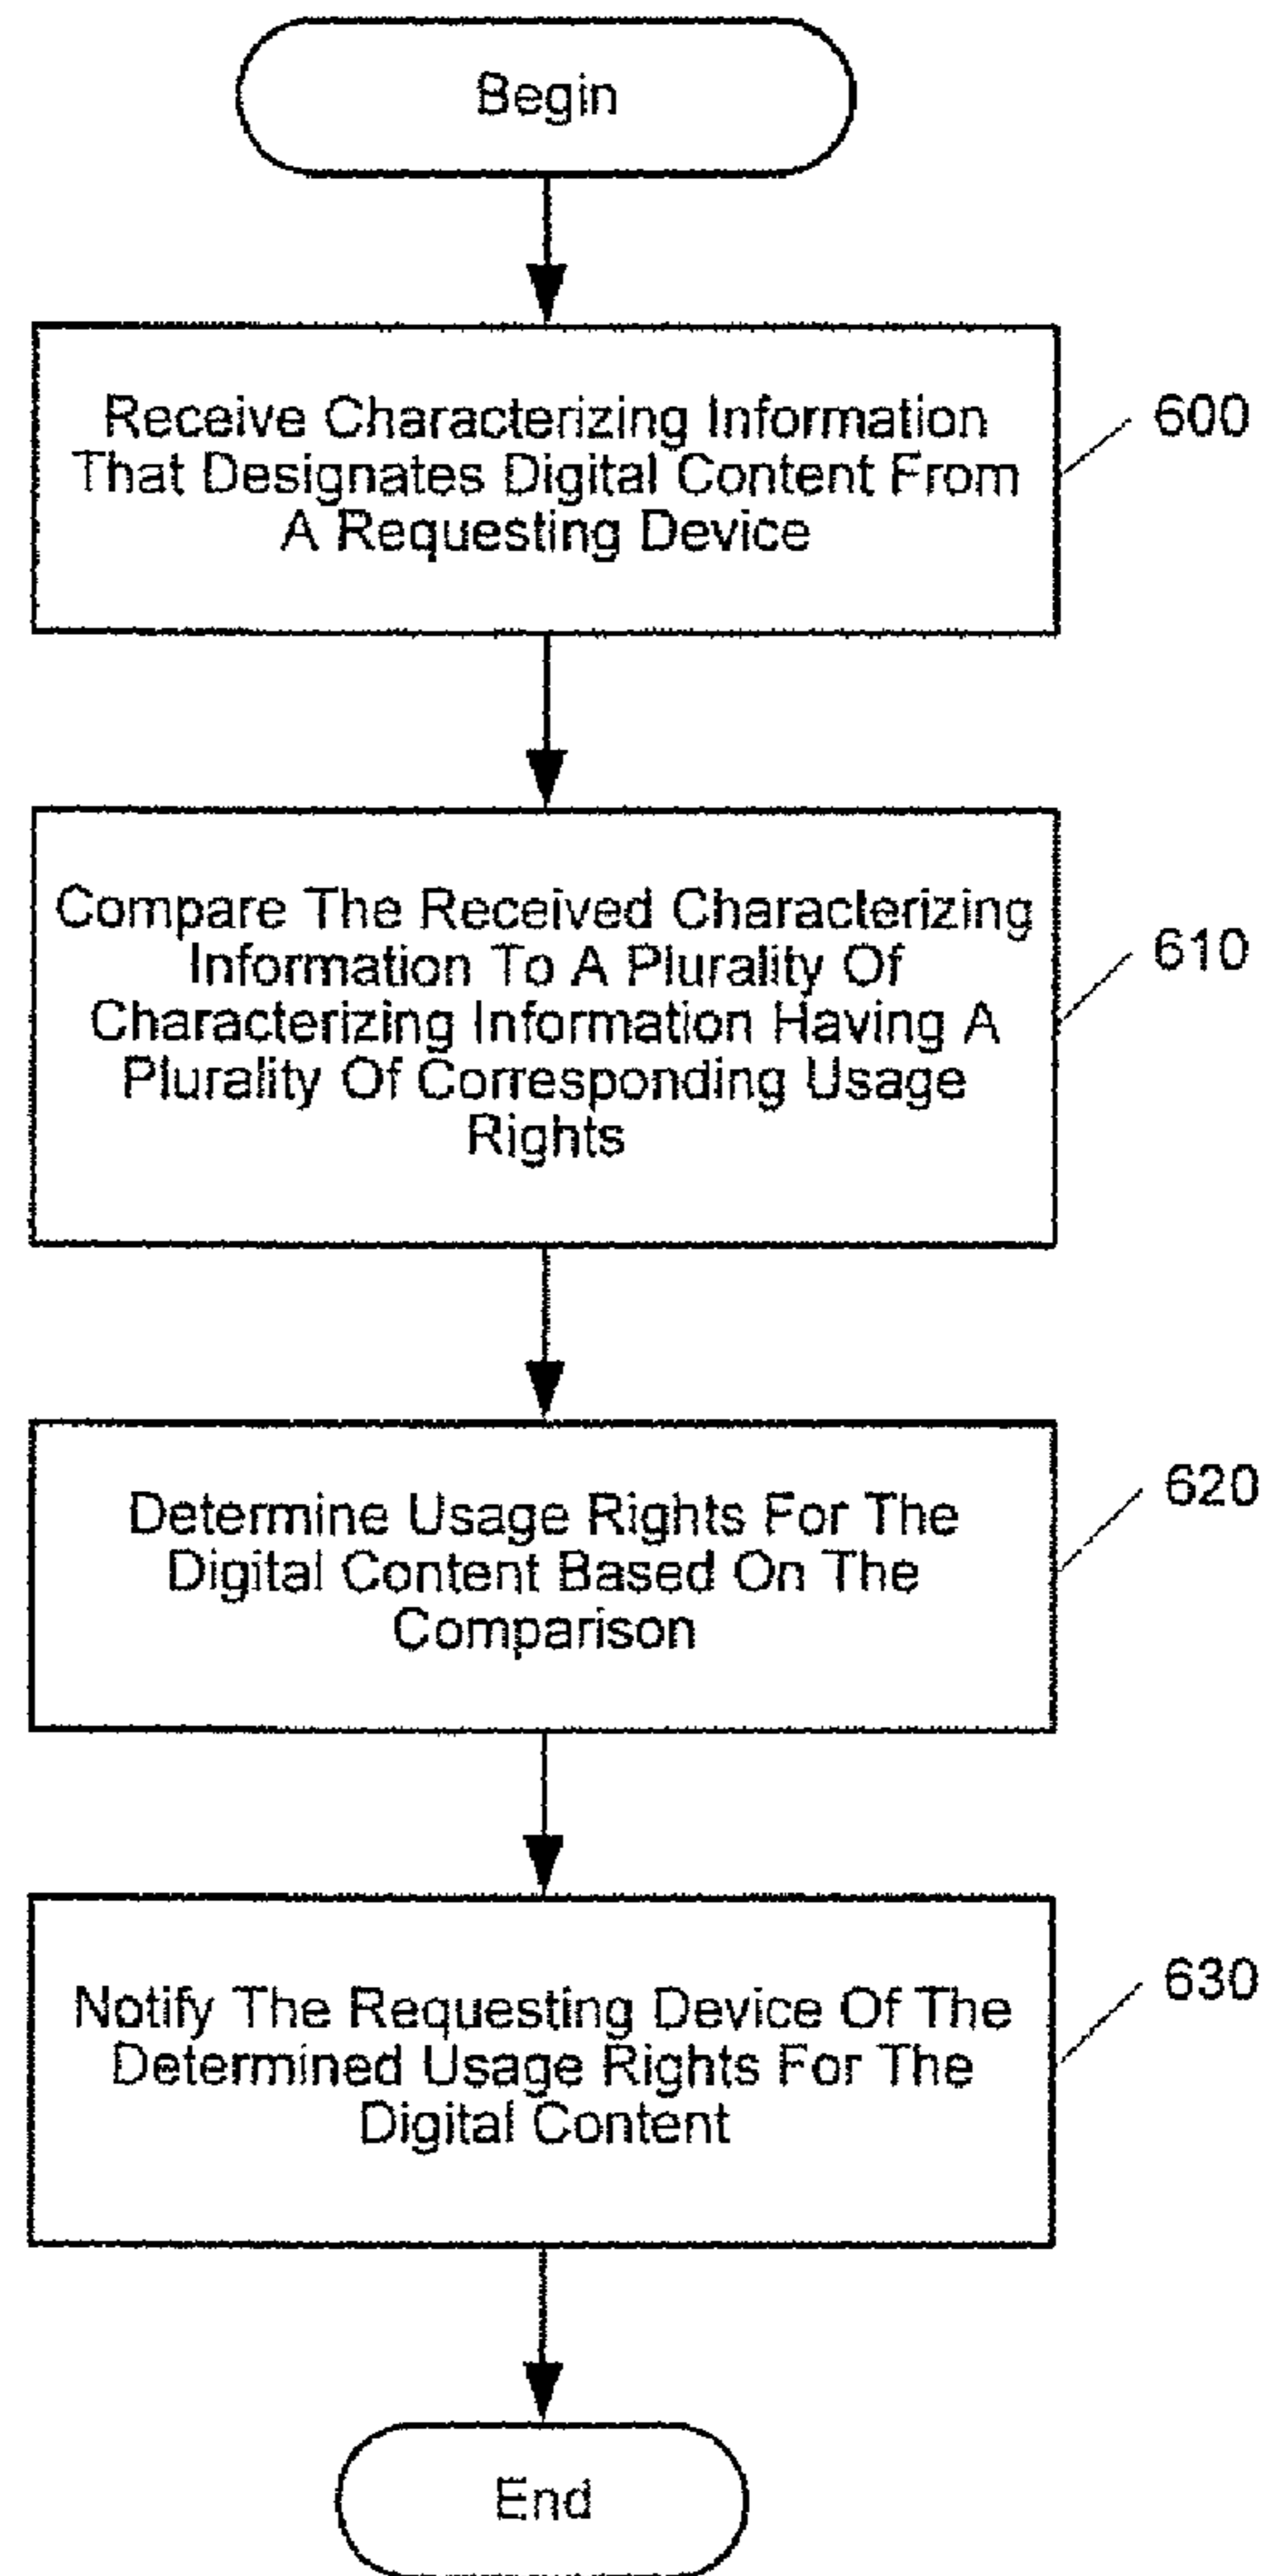 Begin
Receive Characterizing Information
That Designates Digital Content From
A Requesting Device
600
Compare The Received Characterizing
Information To A Plurality Of
Characterizing Information Having A
Plurality Of Corresponding Usage
Rights
610
Determine Usage Rights For The
Digital Content Based On The
Comparison
620
Notify The Requesting Device Of The
Determined Usage Rights For The
Digital Content
630
End